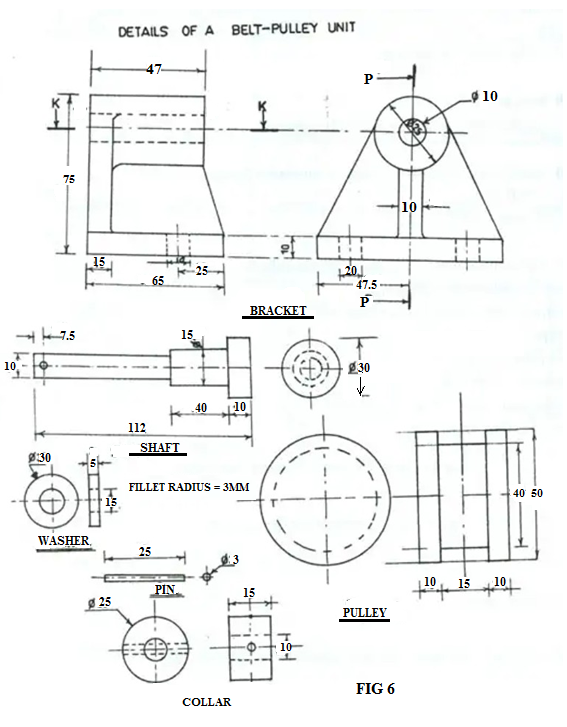 DETAILS OF A BELT-PULLEY UNIT
47
P
Ø 10
K
K
75
10
10
15
25
20
65
47.5
P
BRACKET
7.5
15 Ø
10
Ø 30
40
10
112
SHAFT
Ø 30
5
FILLET RADIUS = 3MM
15
40
50
WASHER
25
Ø 3
PIN
10
15
10
PULLEY
Ø 25
15
10
FIG 6
COLLAR